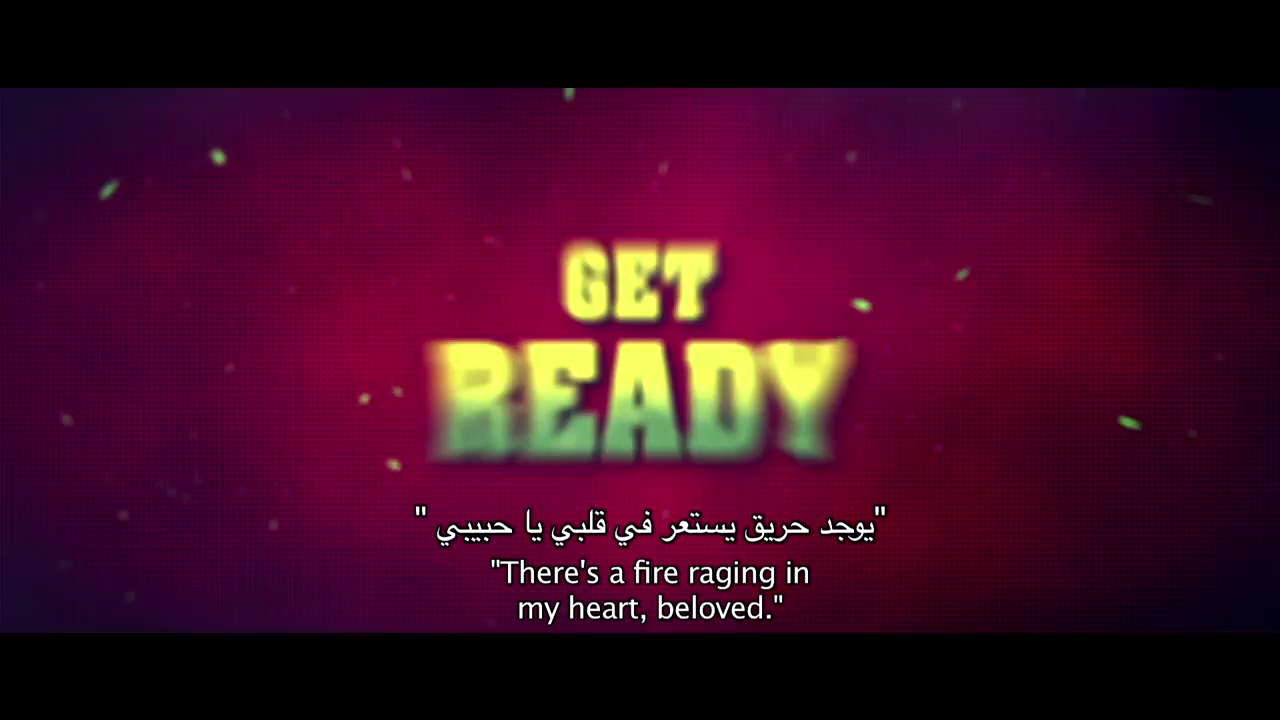 GET
READY
"يوجد حريق يستعر في قلبي يا حبيبي "
"There's a fire raging in
my heart, beloved."